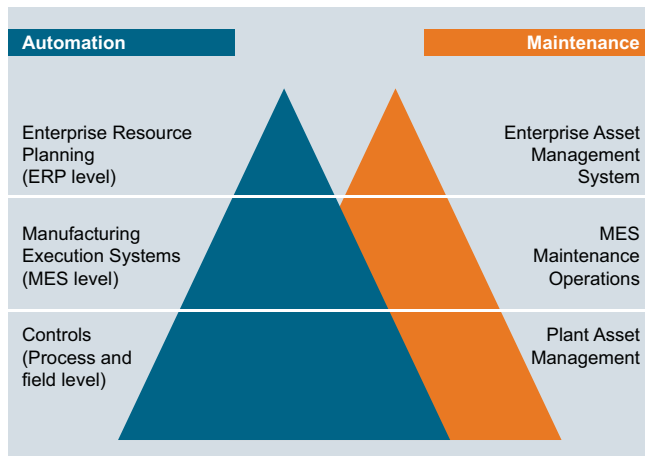 Automation
Maintenance
Enterprise Resource
Planning
(ERP level)
Enterprise Asset
Management
System
Manufacturing
Execution Systems
(MES level)
MES
Maintenance
Operations
Controls
(Process and
field level)
Plant Asset
Management